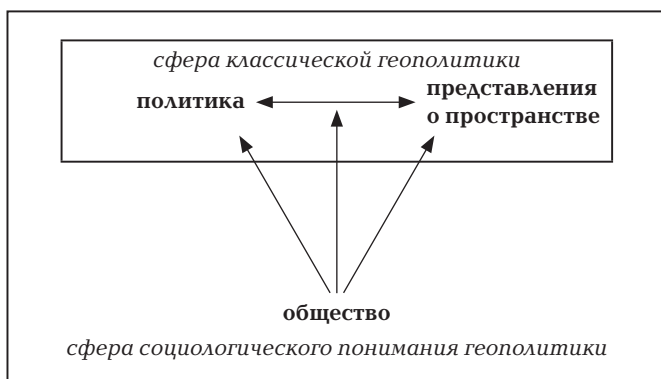 сфера классической геополитики
политика
представления
о пространстве
общество
сфера социологического понимания геополитики